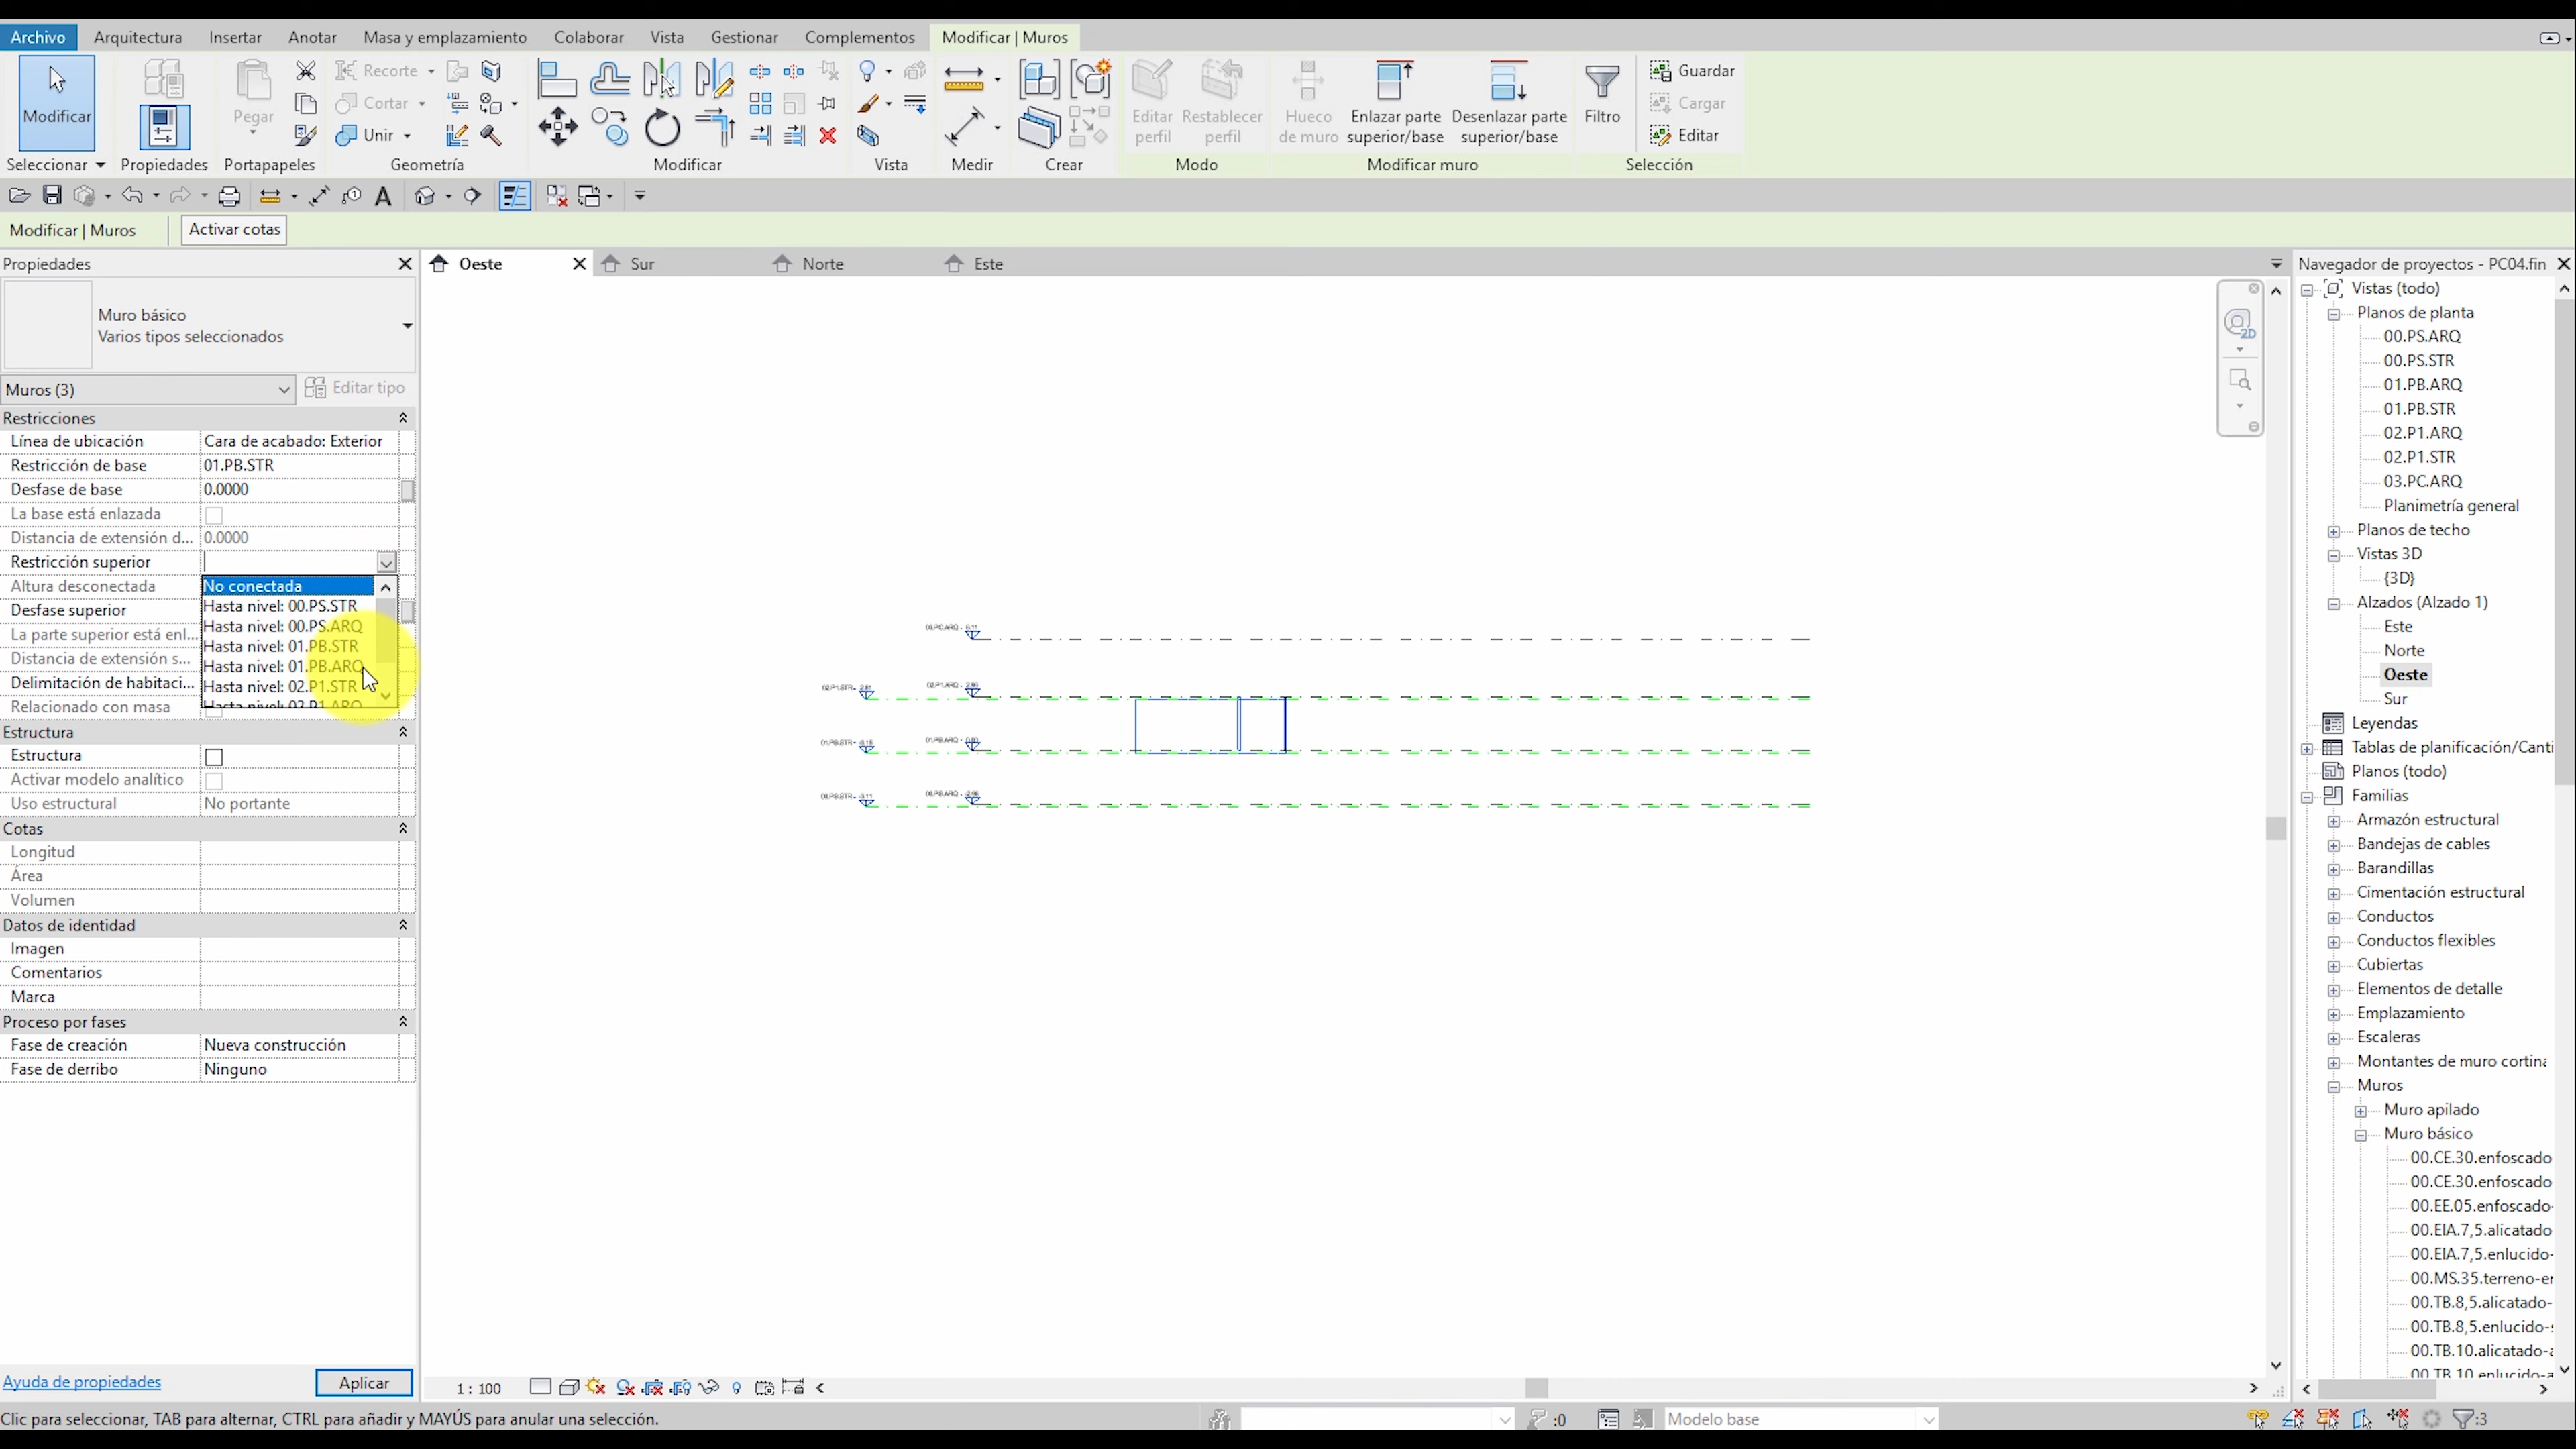 Archivo
Arquitectura
Insertar
Anotar
Masa y emplazamiento
Colaborar
Vista
Gestionar
Complementos
Modificar | Muros
Modificar
Pegar
Recorte
Cortar
Unir
Editar perfil
Restablecer perfil
Hueco de muro
Enlazar parte superior/base
Desenlazar parte superior/base
Filtro
Guardar
Cargar
Editar
Seleccionar
Propiedades
Portapapeles
Geometría
Modificar
Vista
Medir
Crear
Modo
Modificar muro
Selección
Modificar | Muros
Activar cotas
Propiedades
Muro básico
Varios tipos seleccionados
Muros (3)
Editar tipo
Restricciones
Línea de ubicación Cara de acabado: Exterior
Restricción de base 01.PB.STR
Desfase de base 0.0000
La base está enlazada
Distancia de extensión d... 0.0000
Restricción superior
Altura desconectada
Desfase superior
La parte superior está enl...
Distancia de extensión s...
Delimitación de habitaci...
Relacionado con masa
No conectada
Hasta nivel: 00.PS.STR
Hasta nivel: 00.PS.ARQ
Hasta nivel: 01.PB.STR
Hasta nivel: 01.PB.ARQ
Hasta nivel: 02.P1.STR
Hasta nivel: 02.P1.ARQ
Estructura
Estructura
Activar modelo analítico
Uso estructural No portante
Cotas
Longitud
Área
Volumen
Datos de identidad
Imagen
Comentarios
Marca
Proceso por fases
Fase de creación Nueva construcción
Fase de derribo Ninguno
Ayuda de propiedades
Aplicar
Oeste
Sur
Norte
Este
2D
1 : 100
Navegador de proyectos - PC04.fin
Vistas (todo)
Planos de planta
00.PS.ARQ
00.PS.STR
01.PB.ARQ
01.PB.STR
02.P1.ARQ
02.P1.STR
03.PC.ARQ
Planimetría general
Planos de techo
Vistas 3D
{3D}
Alzados (Alzado 1)
Este
Norte
Oeste
Sur
Leyendas
Tablas de planificación/Canti
Planos (todo)
Familias
Armazón estructural
Bandejas de cables
Barandillas
Cimentación estructural
Conductos
Conductos flexibles
Cubiertas
Elementos de detalle
Emplazamiento
Escaleras
Montantes de muro cortina
Muros
Muro apilado
Muro básico
00.CE.30.enfoscado
00.CE.30.enfoscado
00.EE.05.enfoscado-
00.EIA.7,5.alicatado
00.EIA.7,5.enlucido-
00.MS.35.terreno-er
00.TB.8,5.alicatado-
00.TB.8,5.enlucido-s
00.TB.10.alicatado-a
00.TB.10.enlucido-a
Clic para seleccionar, TAB para alternar, CTRL para añadir y MAYÚS para anular una selección.
:0
Modelo base
:3